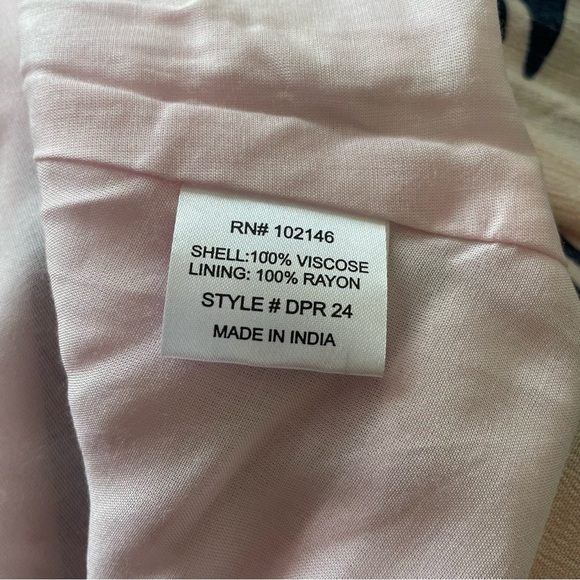 RN# 102146
SHELL:100% VISCOSE
LINING: 100% RAYON
STYLE # DPR 24
MADE IN INDIA